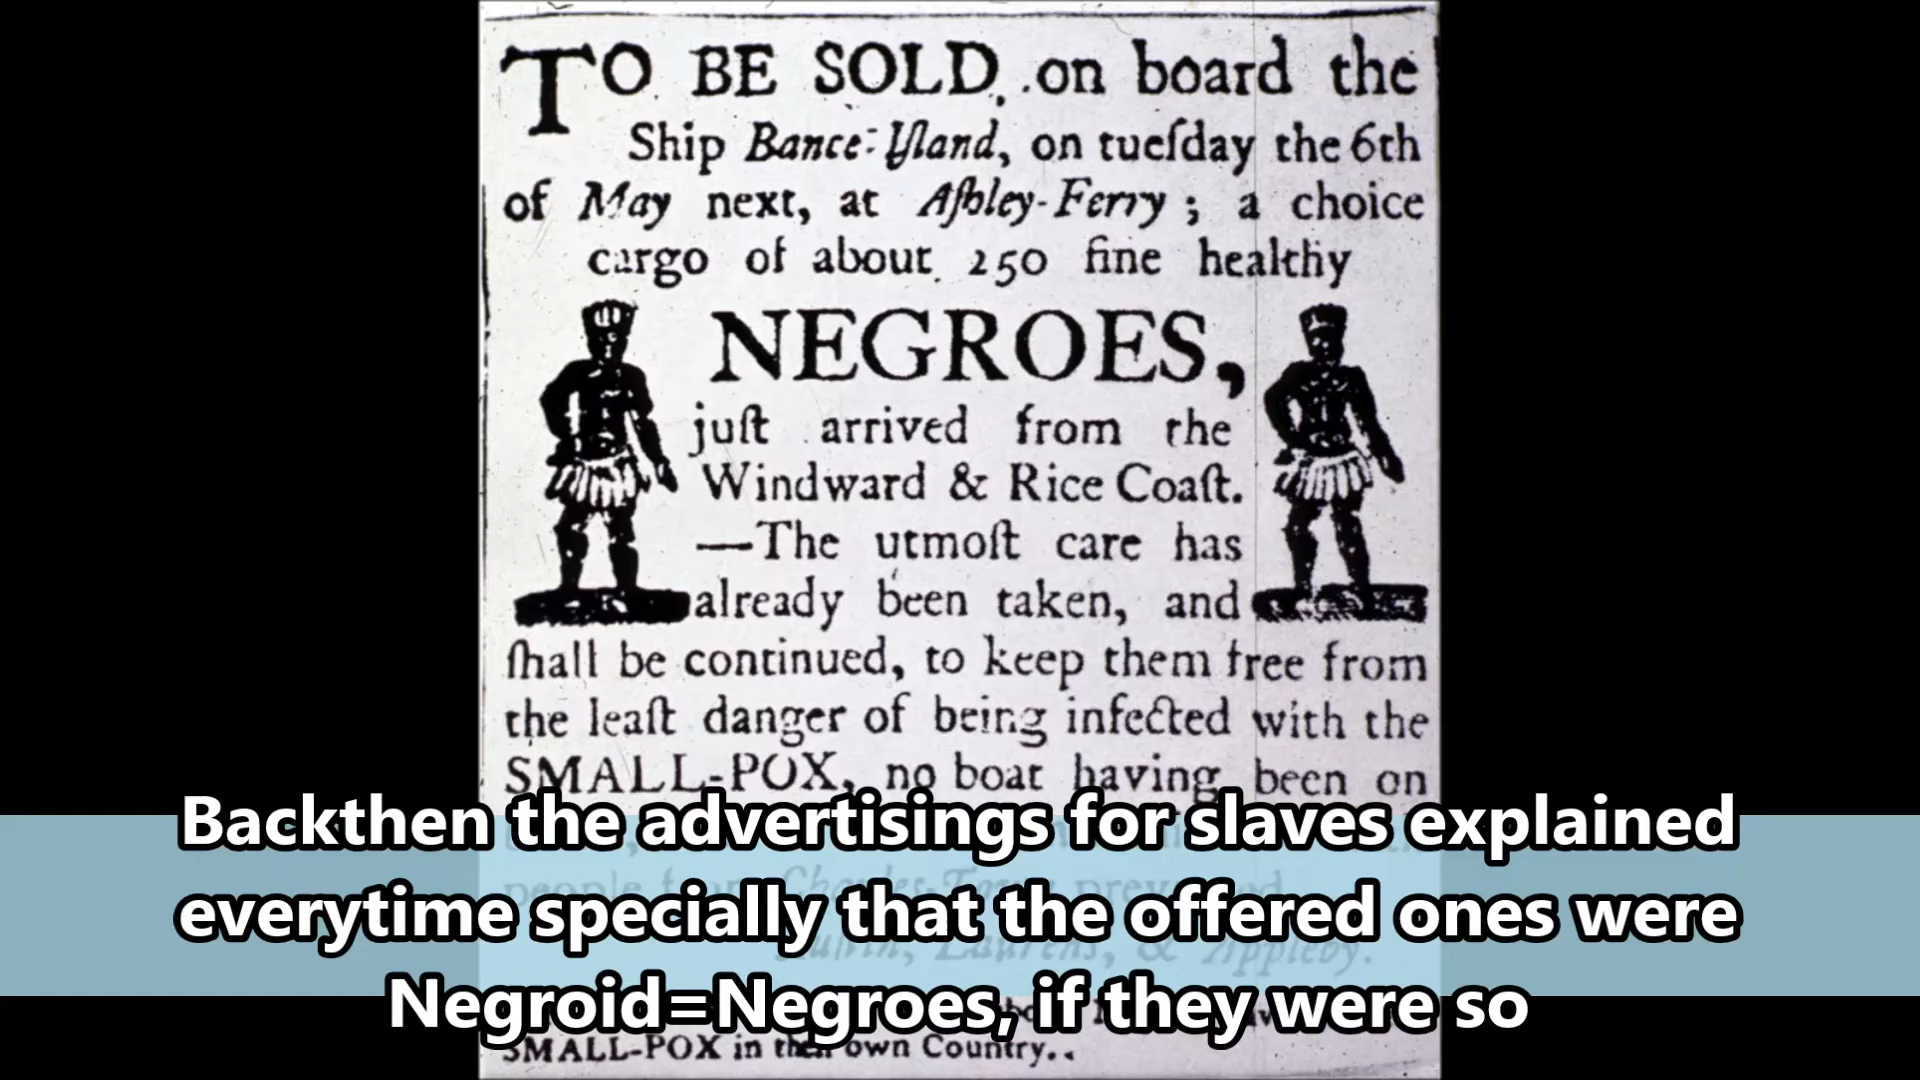 TO BE SOLD, on board the
Ship Bance-Yland, on tueſday the 6th
of May next, at Aſhley-Ferry ; a choice
cargo of about 250 fine healthy
NEGROES,
juſt arrived from the
Windward & Rice Coaſt.
—The utmoſt care has
already been taken, and
ſhall be continued, to keep them free from
the leaſt danger of being infected with the
SMALL-POX, no boat having been on
Backthen the advertisings for slaves explained
everytime specially that the offered ones were
Negroid=Negroes, if they were so
SMALL-POX in their own Country.